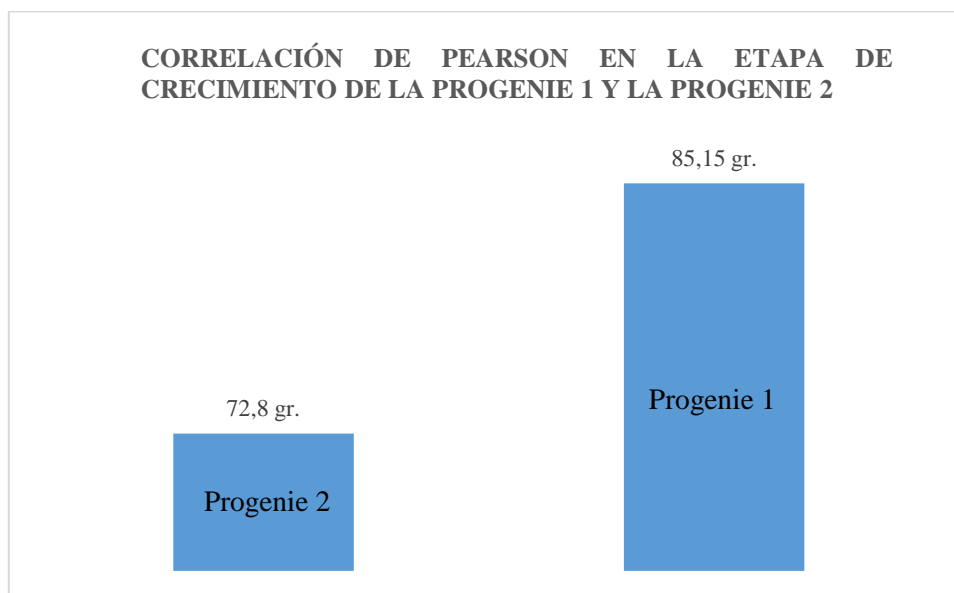 CORRELACIÓN DE PEARSON EN LA ETAPA DE
CRECIMIENTO DE LA PROGENIE 1 Y LA PROGENIE 2
85,15 gr.
Progenie 1
72,8 gr.
Progenie 2